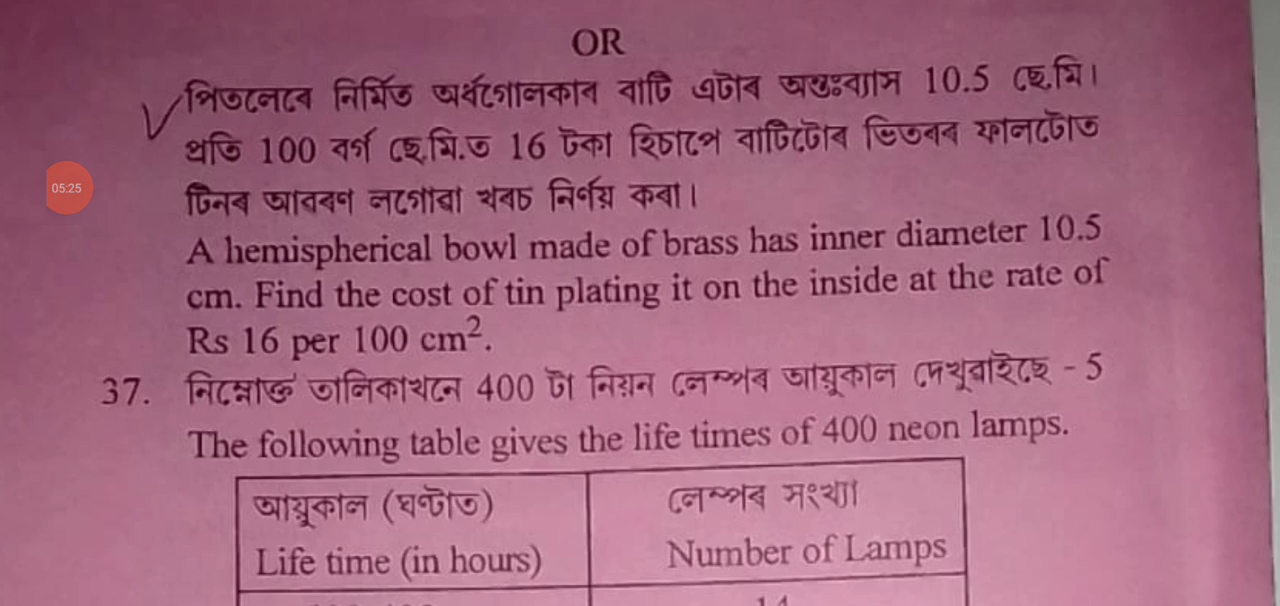 OR
পিতলেৰে নিৰ্মিত অৰ্ধগোলকাৰ বাটি এটাৰ অন্তঃব্যাস 10.5 ছে.মি।
প্ৰতি 100 বৰ্গ ছে.মি.ত 16 টকা হিচাপে বাটিটোৰ ভিতৰৰ ফালটোত
05:25
টিনৰ আৱৰণ লগোৱা খৰচ নিৰ্ণয় কৰা।
A hemispherical bowl made of brass has inner diameter 10.5
cm. Find the cost of tin plating it on the inside at the rate of
Rs 16 per 100 cm².
37. নিম্নোক্ত তালিকাখনে 400 টা নিয়ন লেম্পৰ আয়ুকাল দেখুৱাইছে - 5
The following table gives the life times of 400 neon lamps.
আয়ুকাল (ঘণ্টাত) লেম্পৰ সংখ্যা
Life time (in hours) Number of Lamps